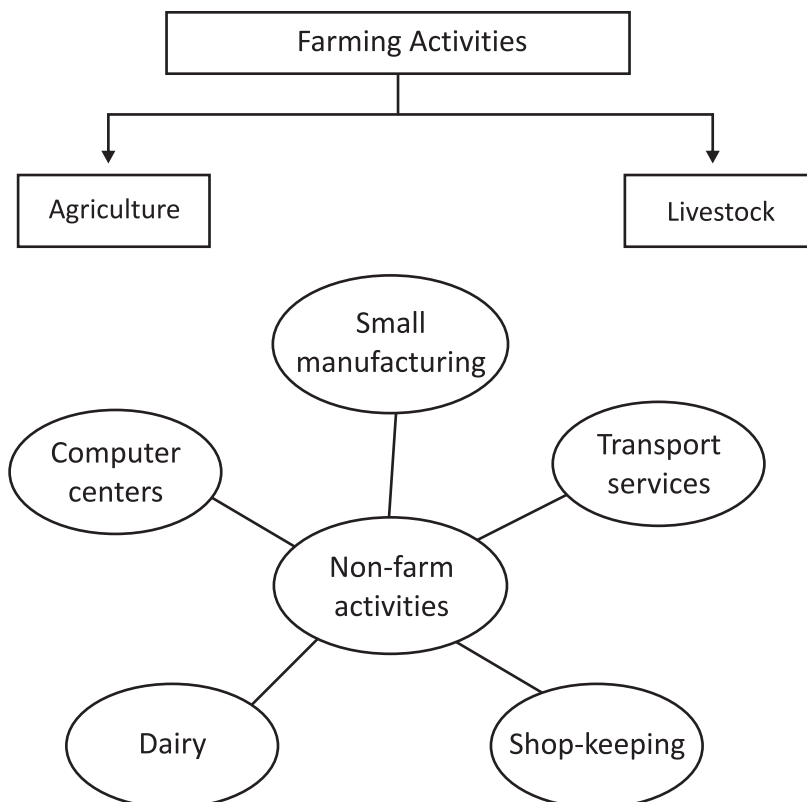 Farming Activities
Agriculture
Livestock
Small
manufacturing
Computer
centers
Transport
services
Non-farm
activities
Dairy
Shop-keeping